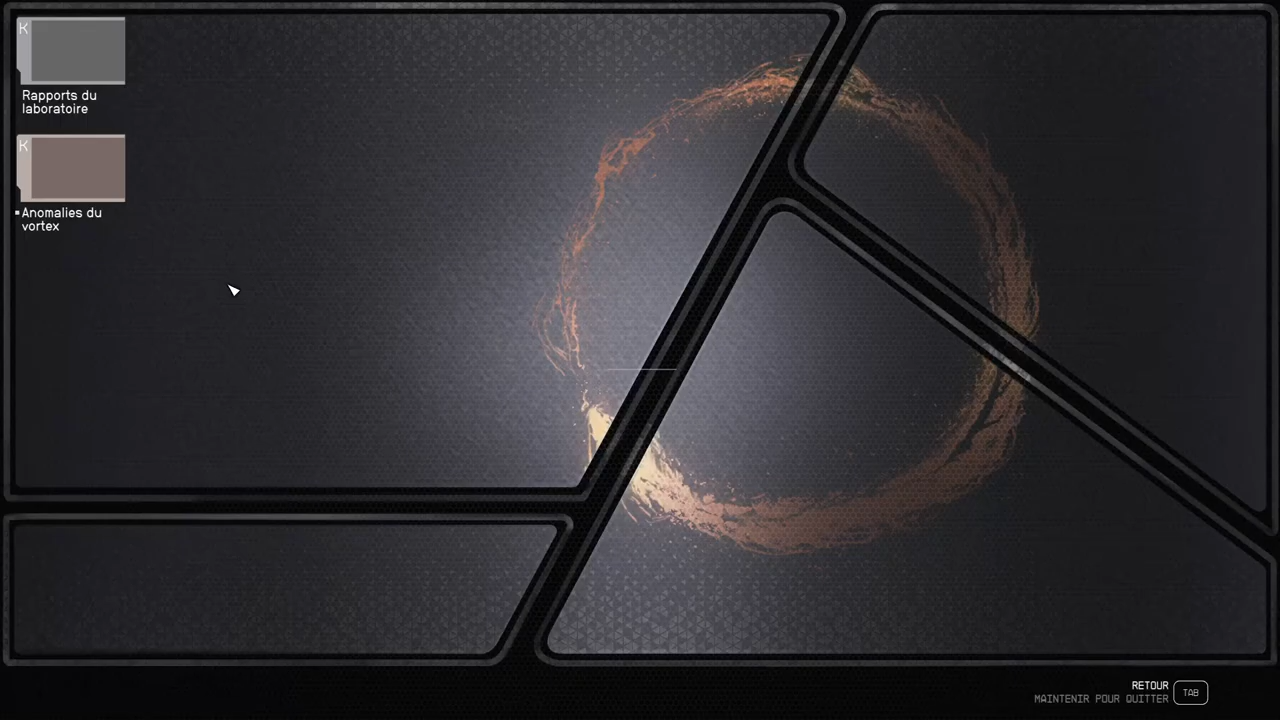 K
Rapports du
laboratoire
K
Anomalies du
vortex
RETOUR
MAINTENIR POUR QUITTER
TAB